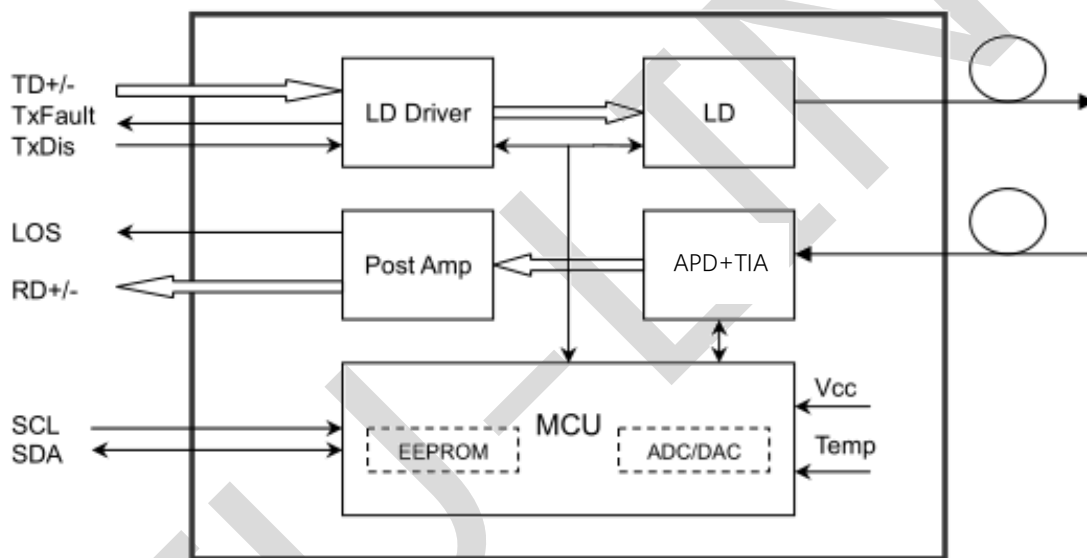 TD+/-
TxFault
TxDis
LD Driver
LD
LOS
RD+/-
Post Amp
APD+TIA
SCL
SDA
MCU
EEPROM
ADC/DAC
Vcc
Temp